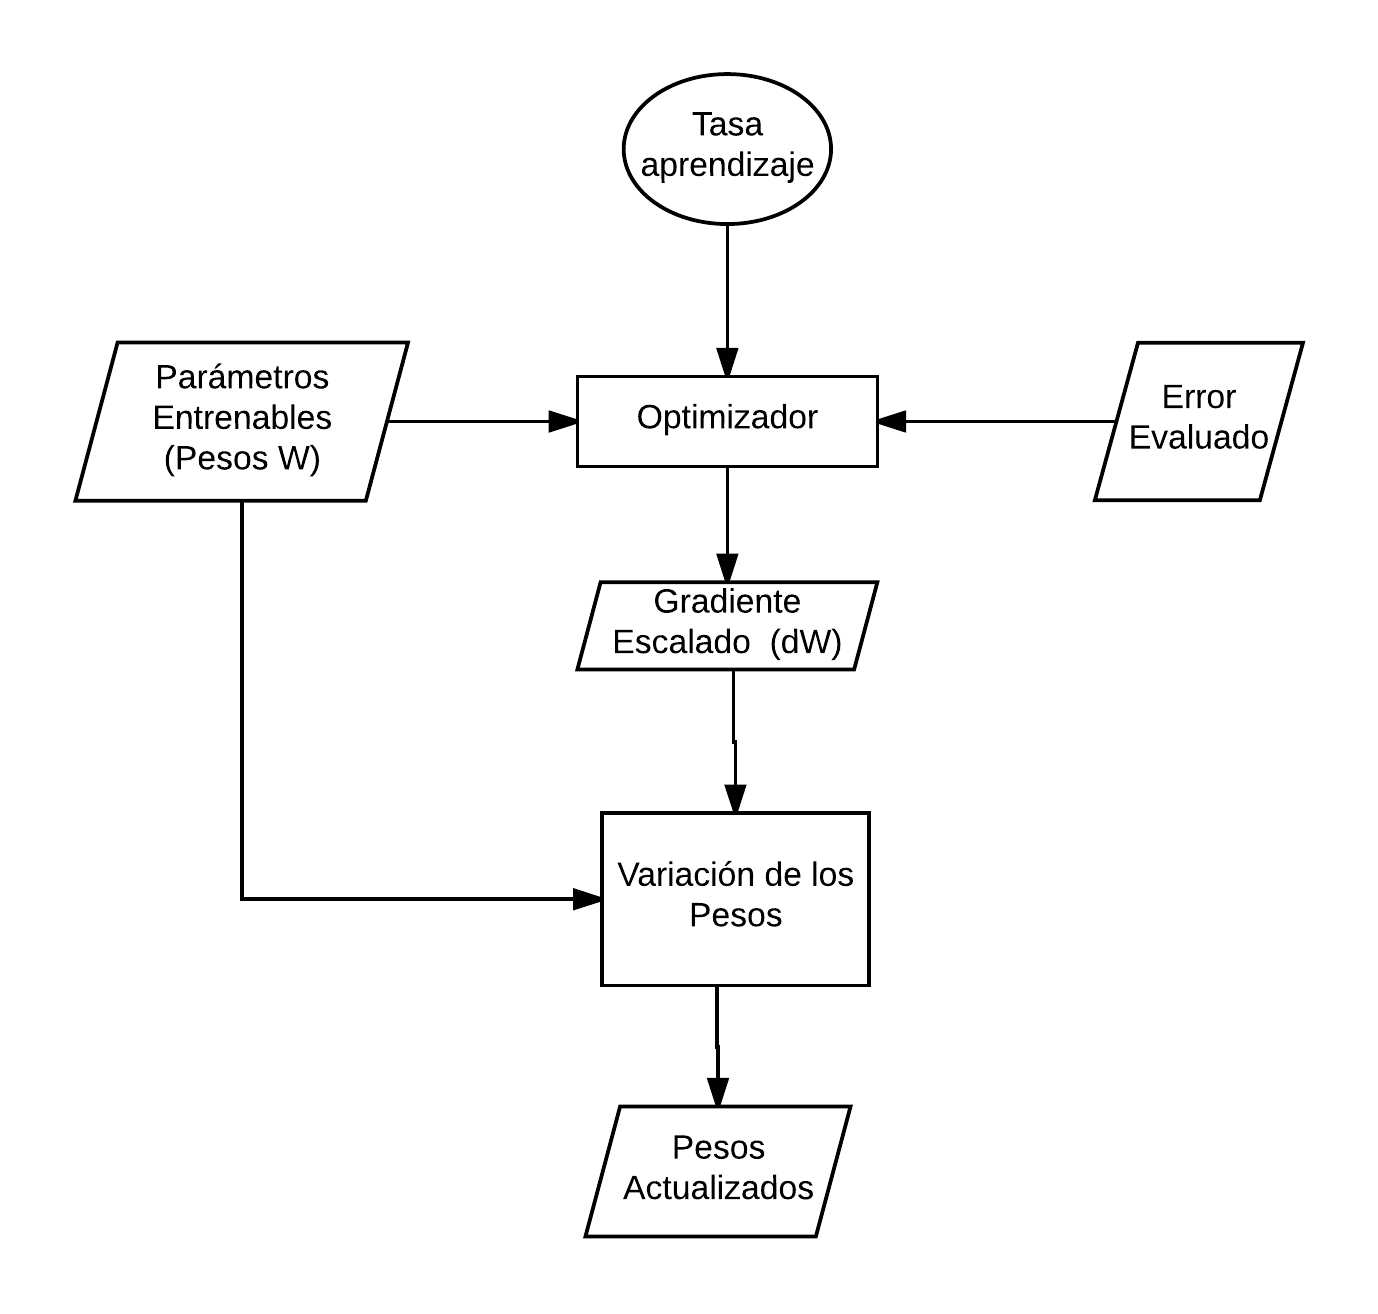 Tasa
aprendizaje
Parámetros
Entrenables
(Pesos W)
Optimizador
Error
Evaluado
Gradiente
Escalado  (dW)
Variación de los
Pesos
Pesos
Actualizados